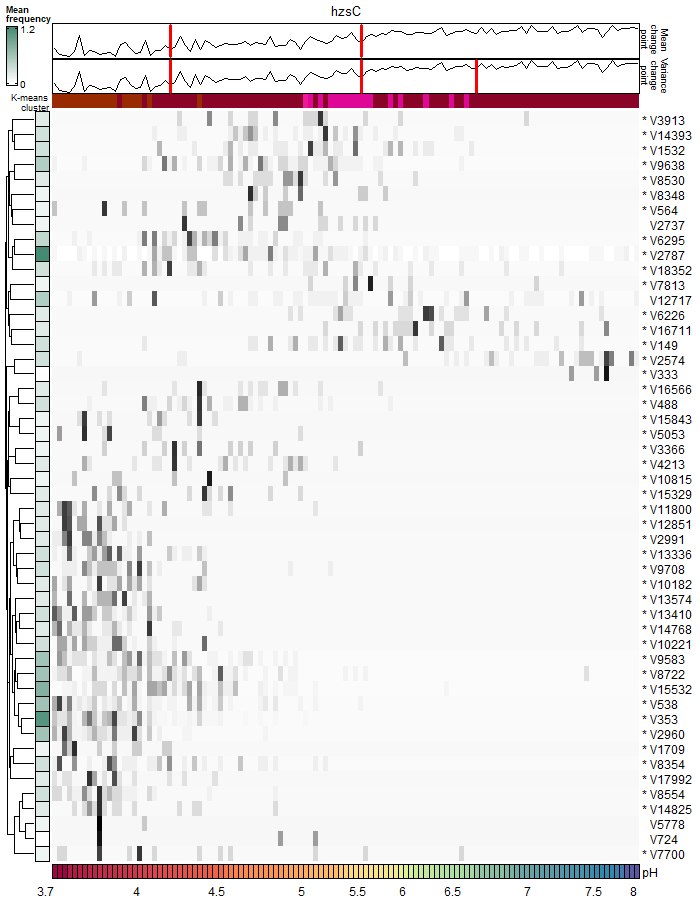 hzsC
Mean
frequency
1.2
0
Mean
change
point
Variance
change
point
K-means
cluster
* V3913
* V14393
* V1532
* V9638
* V8530
* V8348
* V564
V2737
* V6295
* V2787
* V18352
* V7813
V12717
* V6226
* V16711
* V149
* V2574
* V333
* V16566
* V488
* V15843
* V5053
* V3366
* V4213
* V10815
* V15329
* V11800
* V12851
* V2991
* V13336
* V9708
* V10182
* V13574
* V13410
* V14768
* V10221
* V9583
* V8722
* V15532
* V538
* V353
* V2960
* V1709
* V8354
* V17992
* V8554
* V14825
V5778
V724
* V7700
pH
3.7 4 4.5 5 5.5 6 6.5 7 7.5 8